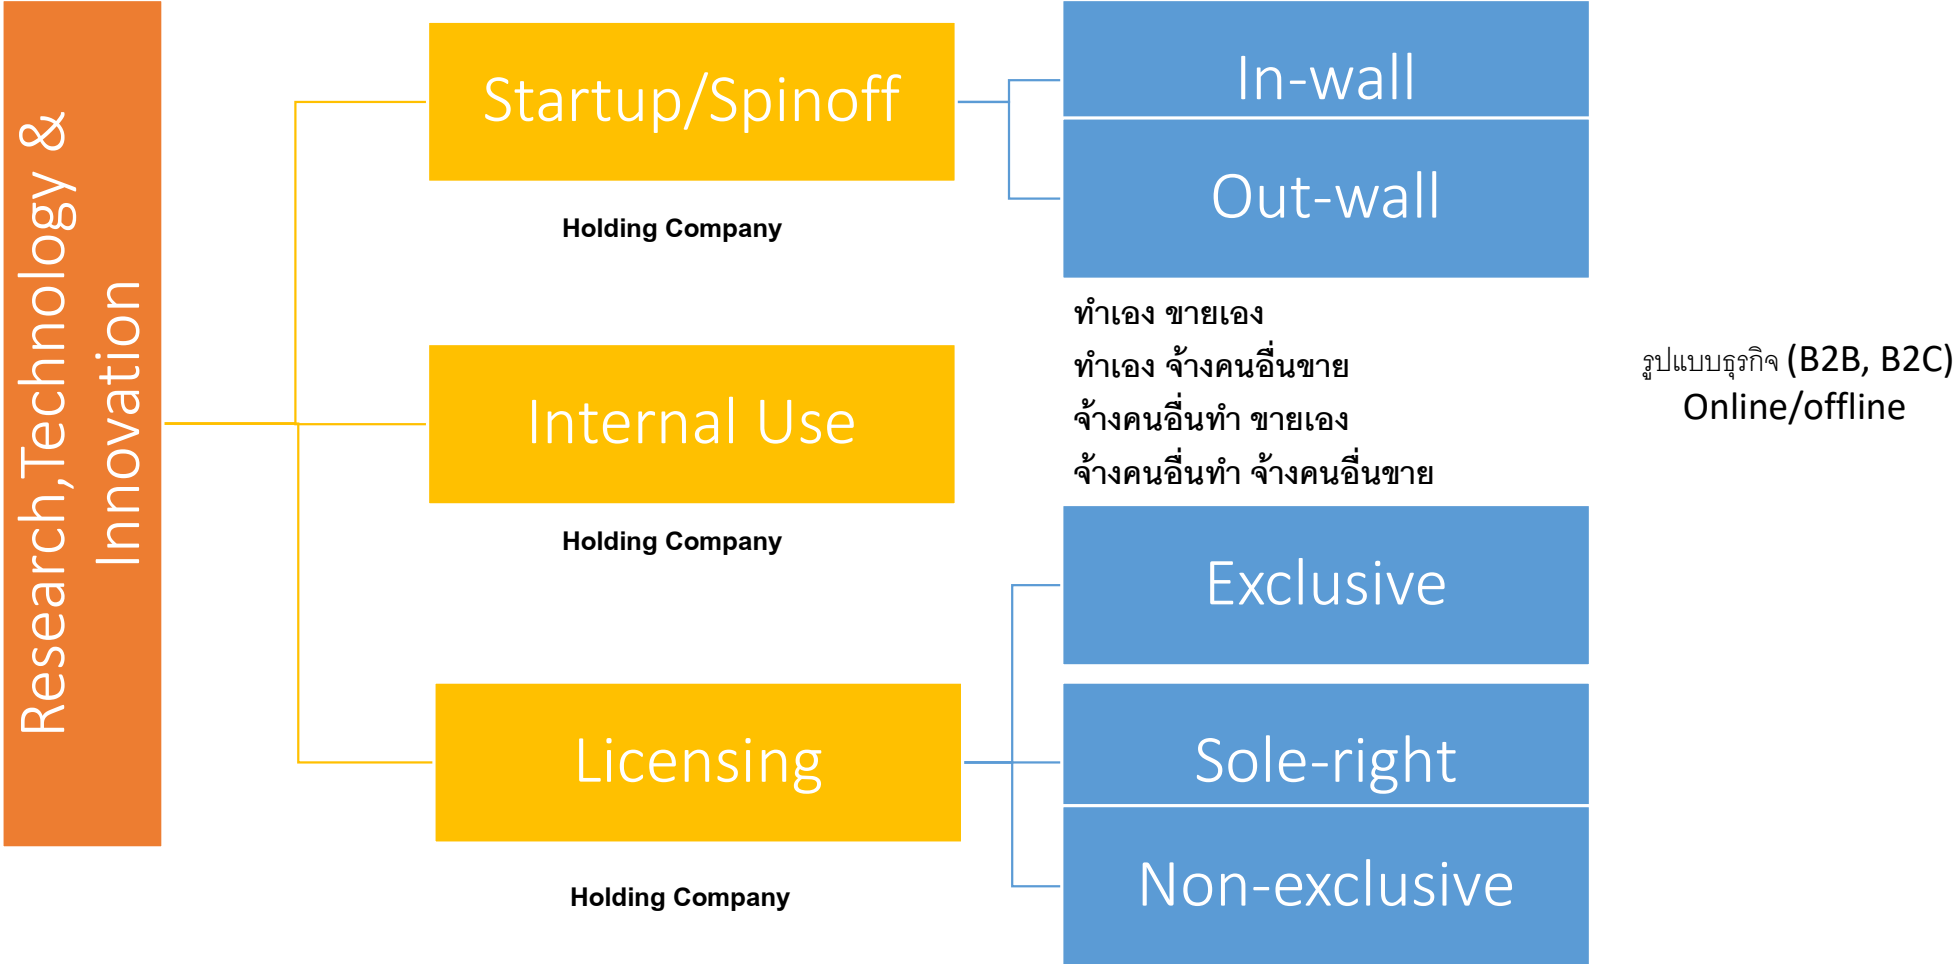 Research,Technology &
Innovation
Startup/Spinoff
Holding Company
In-wall
Out-wall
Internal Use
Holding Company
ทำเอง ขายเอง
ทำเอง จ้างคนอื่นขาย
จ้างคนอื่นทำ ขายเอง
จ้างคนอื่นทำ จ้างคนอื่นขาย
รูปแบบธุรกิจ (B2B, B2C)
Online/offline
Licensing
Holding Company
Exclusive
Sole-right
Non-exclusive